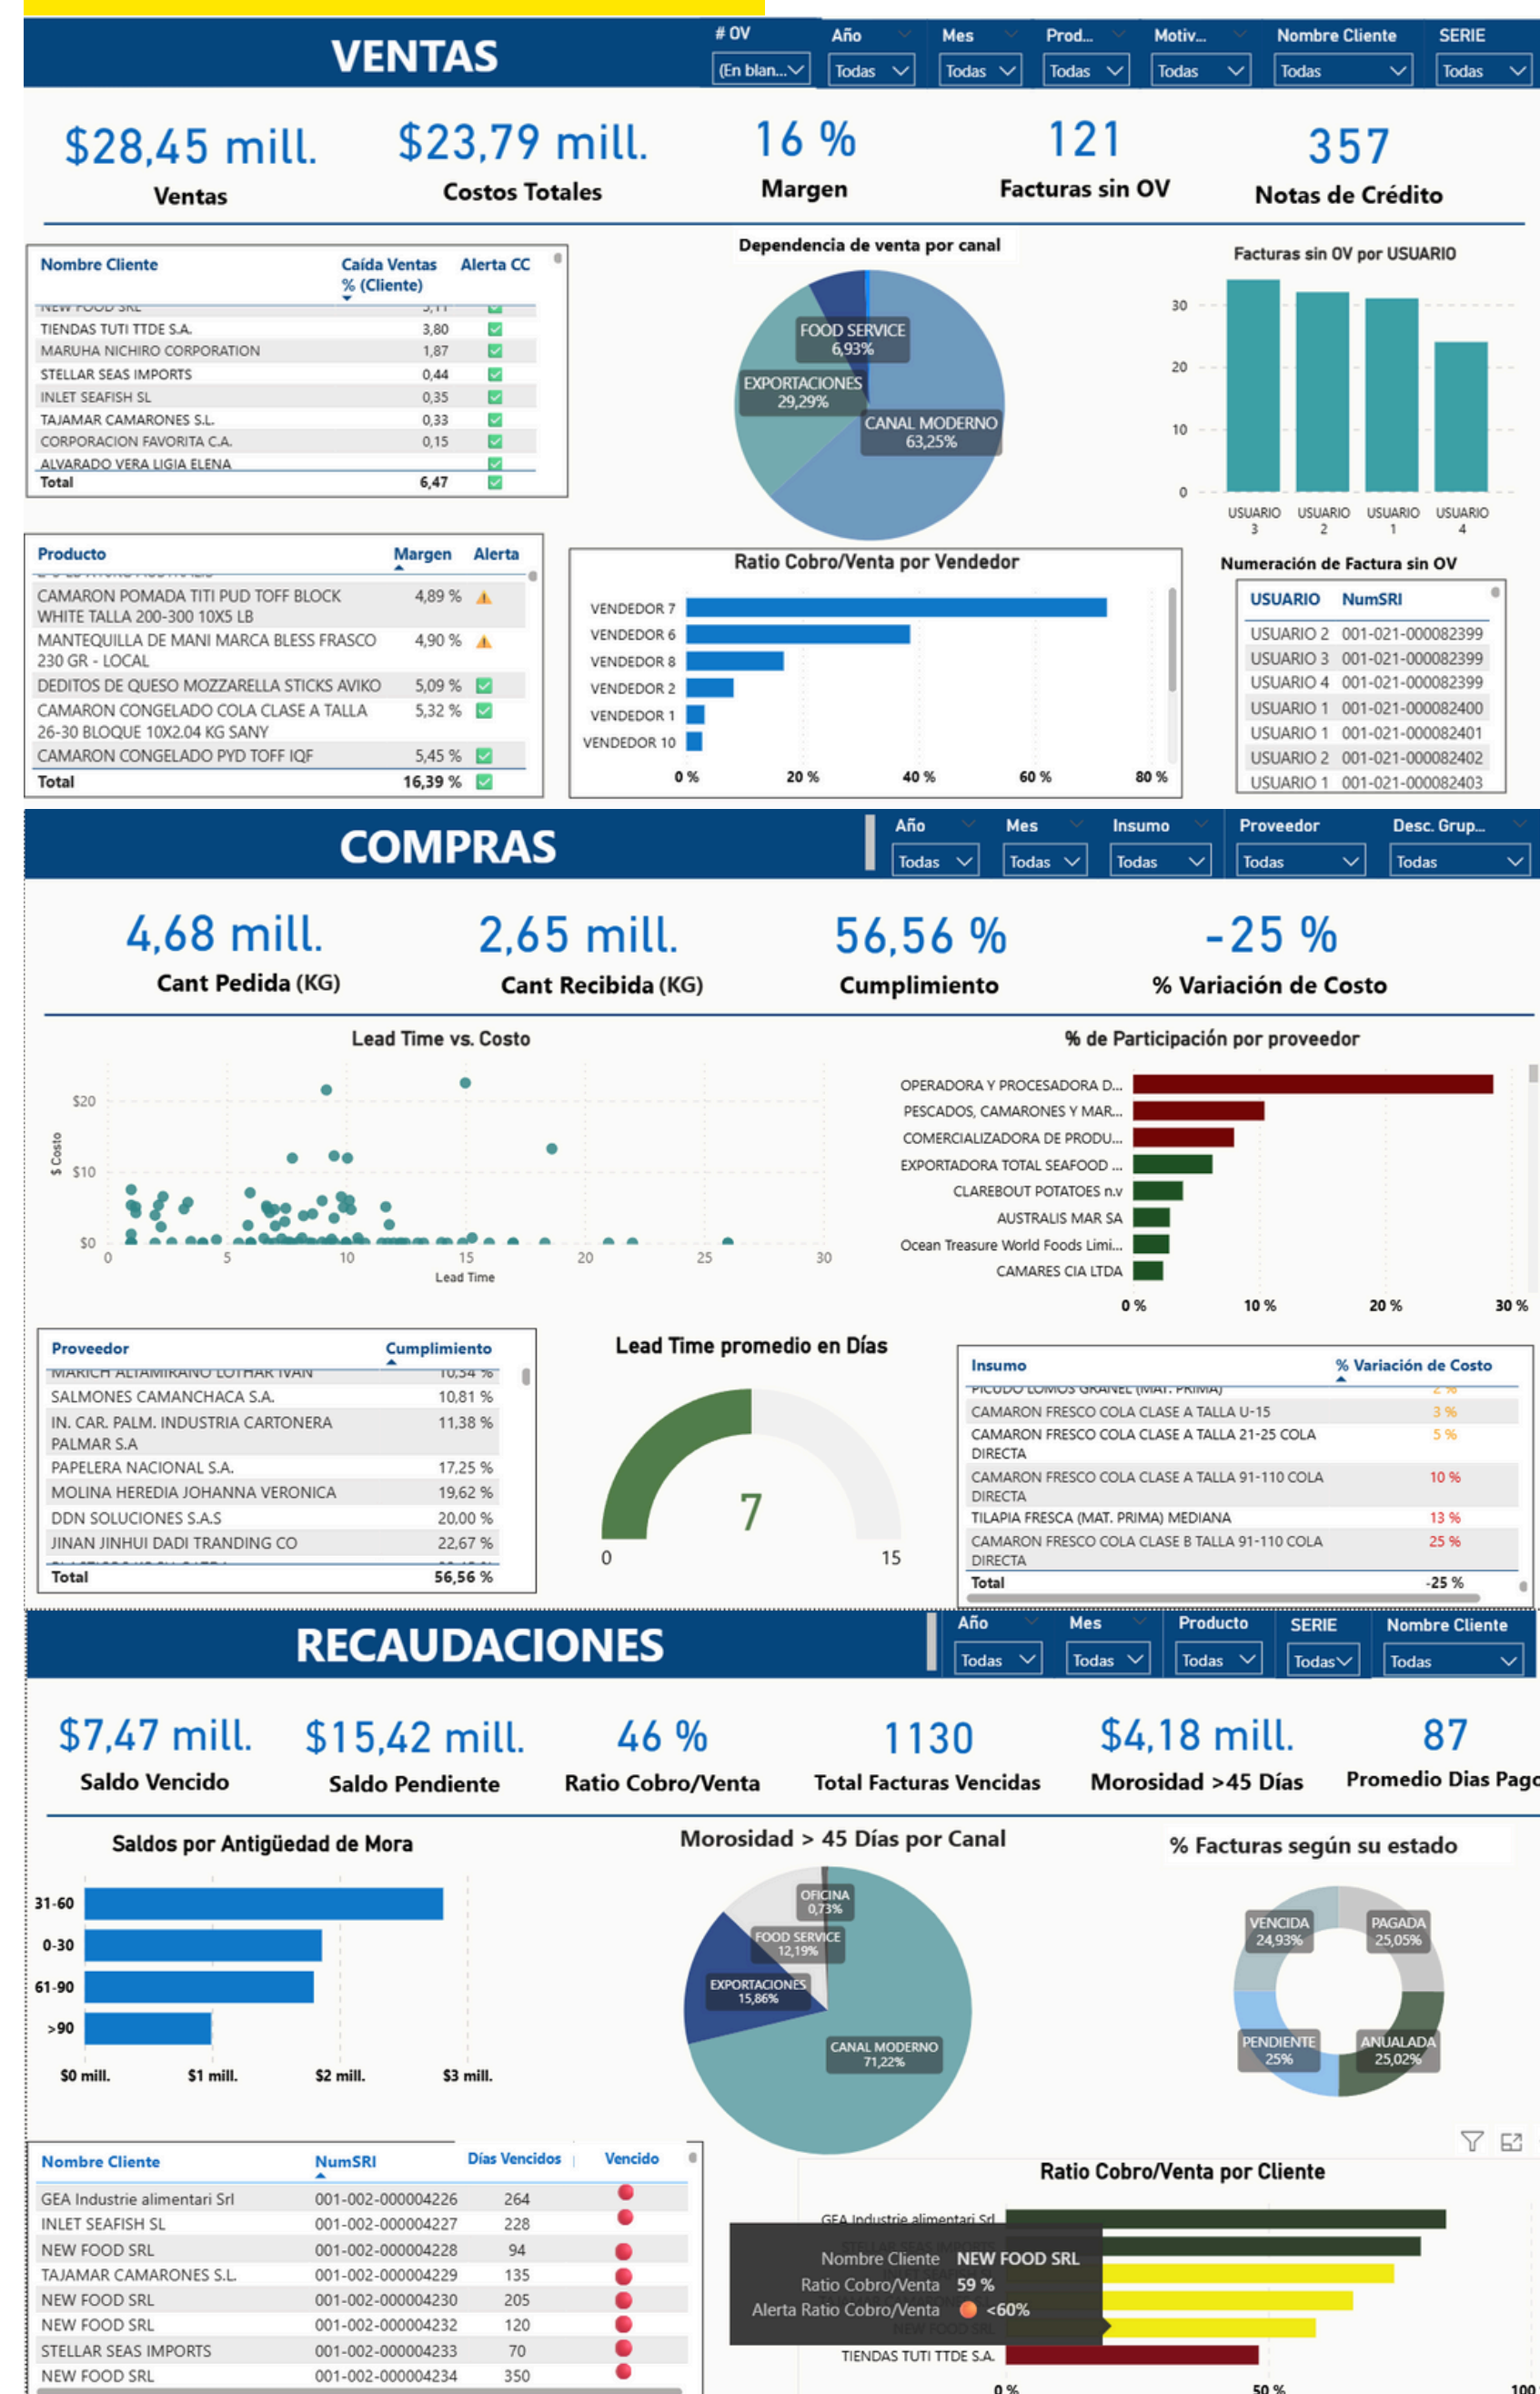 VENTAS
# OV
Año
Mes
Prod...
Motiv...
Nombre Cliente
SERIE
(En blan...
Todas
Todas
Todas
Todas
Todas
Todas
$28,45 mill.
Ventas
$23,79 mill.
Costos Totales
16 %
Margen
121
Facturas sin OV
357
Notas de Crédito
Nombre Cliente
Caída Ventas
% (Cliente)
Alerta CC
NEW FOOD SRL 5,11
TIENDAS TUTI TTDE S.A. 3,80
MARUHA NICHIRO CORPORATION 1,87
STELLAR SEAS IMPORTS 0,44
INLET SEAFISH SL 0,35
TAJAMAR CAMARONES S.L. 0,33
CORPORACION FAVORITA C.A. 0,15
ALVARADO VERA LIGIA ELENA
Total 6,47
Dependencia de venta por canal
FOOD SERVICE
6,93%
EXPORTACIONES
29,29%
CANAL MODERNO
63,25%
Facturas sin OV por USUARIO
30
20
10
0
USUARIO
3
USUARIO
2
USUARIO
1
USUARIO
4
Producto Margen Alerta
CAMARON POMADA TITI PUD TOFF BLOCK
WHITE TALLA 200-300 10X5 LB
4,89 %
MANTEQUILLA DE MANI MARCA BLESS FRASCO
230 GR - LOCAL
4,90 %
DEDITOS DE QUESO MOZZARELLA STICKS AVIKO 5,09 %
CAMARON CONGELADO COLA CLASE A TALLA
26-30 BLOQUE 10X2.04 KG SANY
5,32 %
CAMARON CONGELADO PYD TOFF IQF 5,45 %
Total 16,39 %
Ratio Cobro/Venta por Vendedor
VENDEDOR 7
VENDEDOR 6
VENDEDOR 8
VENDEDOR 2
VENDEDOR 1
VENDEDOR 10
0 % 20 % 40 % 60 % 80 %
Numeración de Factura sin OV
USUARIO NumSRI
USUARIO 2 001-021-000082399
USUARIO 3 001-021-000082399
USUARIO 4 001-021-000082399
USUARIO 1 001-021-000082400
USUARIO 1 001-021-000082401
USUARIO 2 001-021-000082402
USUARIO 1 001-021-000082403
COMPRAS
Año
Mes
Insumo
Proveedor
Desc. Grup...
Todas
Todas
Todas
Todas
Todas
4,68 mill.
Cant Pedida (KG)
2,65 mill.
Cant Recibida (KG)
56,56 %
Cumplimiento
-25 %
% Variación de Costo
Lead Time vs. Costo
$ Costo
$20
$10
$0
0 5 10 15 20 25 30
Lead Time
% de Participación por proveedor
OPERADORA Y PROCESADORA D...
PESCADOS, CAMARONES Y MAR...
COMERCIALIZADORA DE PRODU...
EXPORTADORA TOTAL SEAFOOD ...
CLAREBOUT POTATOES n.v
AUSTRALIS MAR SA
Ocean Treasure World Foods Limi...
CAMARES CIA LTDA
0 % 10 % 20 % 30 %
Proveedor Cumplimiento
MARICH ALTAMIRANO LOTHAR IVAN 10,54 %
SALMONES CAMANCHACA S.A. 10,81 %
IN. CAR. PALM. INDUSTRIA CARTONERA
PALMAR S.A
11,38 %
PAPELERA NACIONAL S.A. 17,25 %
MOLINA HEREDIA JOHANNA VERONICA 19,62 %
DDN SOLUCIONES S.A.S 20,00 %
JINAN JINHUI DADI TRANDING CO 22,67 %
Total 56,56 %
Lead Time promedio en Días
7
0
15
Insumo % Variación de Costo
PICUDO LOMOS GRANEL (MAT. PRIMA) 2 %
CAMARON FRESCO COLA CLASE A TALLA U-15 3 %
CAMARON FRESCO COLA CLASE A TALLA 21-25 COLA
DIRECTA
5 %
CAMARON FRESCO COLA CLASE A TALLA 91-110 COLA
DIRECTA
10 %
TILAPIA FRESCA (MAT. PRIMA) MEDIANA 13 %
CAMARON FRESCO COLA CLASE B TALLA 91-110 COLA
DIRECTA
25 %
Total -25 %
RECAUDACIONES
Año
Mes
Producto
SERIE
Nombre Cliente
Todas
Todas
Todas
Todas
Todas
$7,47 mill.
Saldo Vencido
$15,42 mill.
Saldo Pendiente
46 %
Ratio Cobro/Venta
1130
Total Facturas Vencidas
$4,18 mill.
Morosidad >45 Días
87
Promedio Dias Pago
Saldos por Antigüedad de Mora
31-60
0-30
61-90
>90
$0 mill. $1 mill. $2 mill. $3 mill.
Morosidad > 45 Días por Canal
OFICINA
0,73%
FOOD SERVICE
12,19%
EXPORTACIONES
15,86%
CANAL MODERNO
71,22%
% Facturas según su estado
VENCIDA
24,93%
PAGADA
25,05%
PENDIENTE
25%
ANUALADA
25,02%
Nombre Cliente NumSRI Días Vencidos Vencido
GEA Industrie alimentari Srl 001-002-000004226 264
INLET SEAFISH SL 001-002-000004227 228
NEW FOOD SRL 001-002-000004228 94
TAJAMAR CAMARONES S.L. 001-002-000004229 135
NEW FOOD SRL 001-002-000004230 205
NEW FOOD SRL 001-002-000004232 120
STELLAR SEAS IMPORTS 001-002-000004233 70
NEW FOOD SRL 001-002-000004234 350
Ratio Cobro/Venta por Cliente
GEA Industrie alimentari Srl
Nombre Cliente NEW FOOD SRL
Ratio Cobro/Venta 59 %
Alerta Ratio Cobro/Venta <60%
NEW FOOD SRL
TIENDAS TUTI TTDE S.A.
0 % 50 % 100